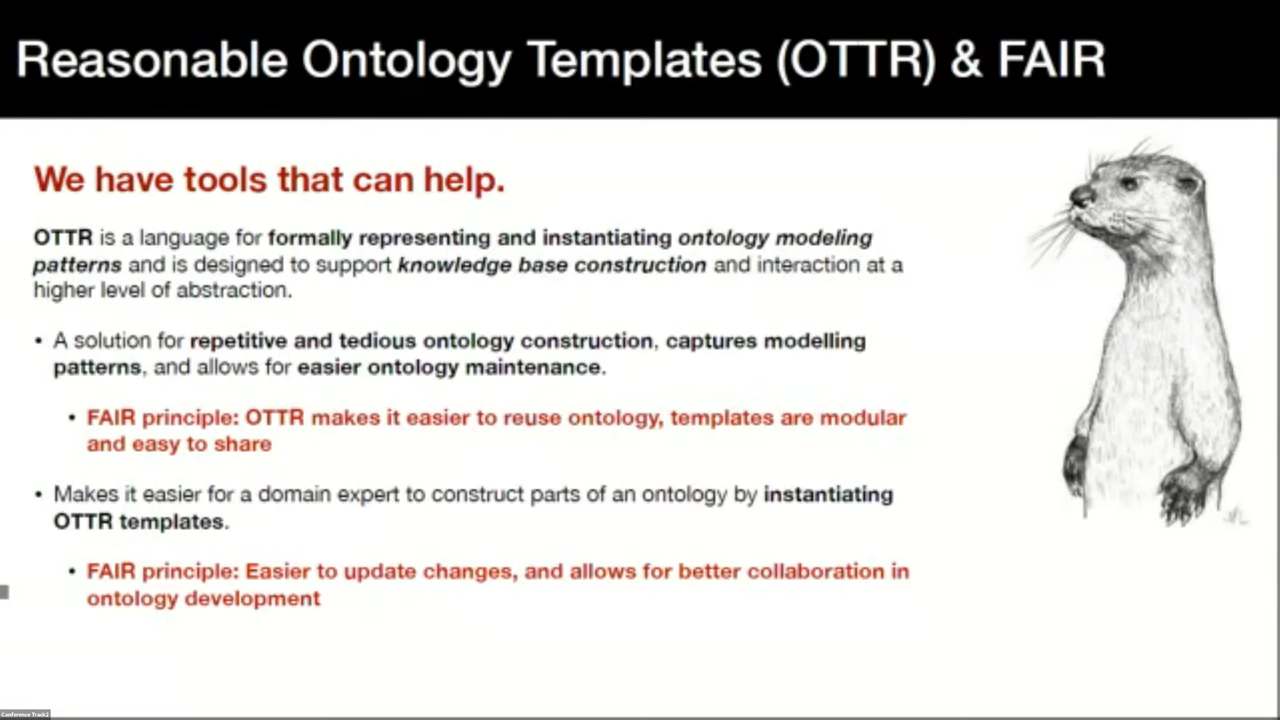 Reasonable Ontology Templates (OTTR) & FAIR
We have tools that can help.
OTTR is a language for formally representing and instantiating ontology modeling
patterns and is designed to support knowledge base construction and interaction at a
higher level of abstraction.
• A solution for repetitive and tedious ontology construction, captures modelling
patterns, and allows for easier ontology maintenance.
• FAIR principle: OTTR makes it easier to reuse ontology, templates are modular
and easy to share
• Makes it easier for a domain expert to construct parts of an ontology by instantiating
OTTR templates.
• FAIR principle: Easier to update changes, and allows for better collaboration in
ontology development
Conference Track2